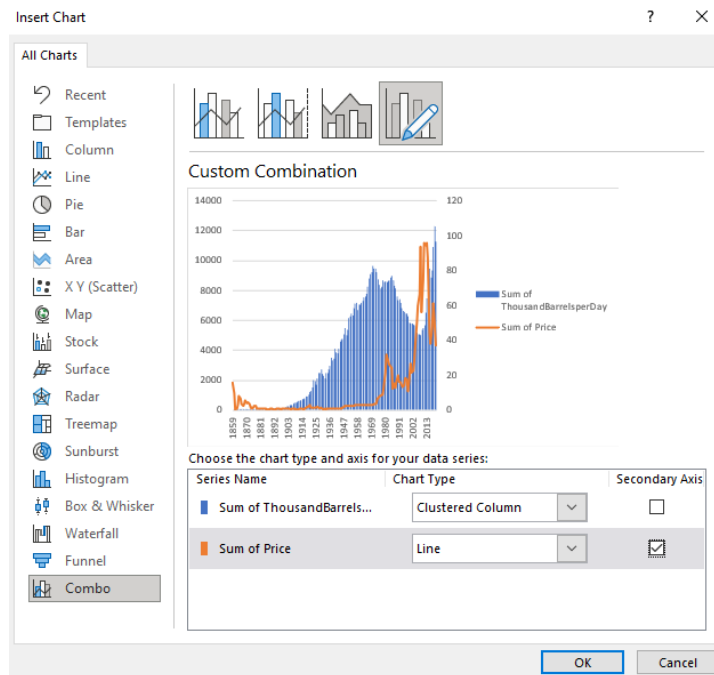 Insert Chart
?
All Charts
Recent
Templates
Column
Line
Pie
Bar
Area
X Y (Scatter)
Map
Stock
Surface
Radar
Treemap
Sunburst
Histogram
Box & Whisker
Waterfall
Funnel
Combo
Custom Combination
14000
12000
10000
8000
6000
4000
2000
0
120
100
80
60
40
20
0
1859
1870
1881
1892
1903
1914
1925
1936
1947
1958
1969
1980
1991
2002
2013
Sum of
ThousandBarrelsperDay
Sum of Price
Choose the chart type and axis for your data series:
Series Name Chart Type Secondary Axis
Sum of ThousandBarrels... Clustered Column
Sum of Price Line
OK Cancel